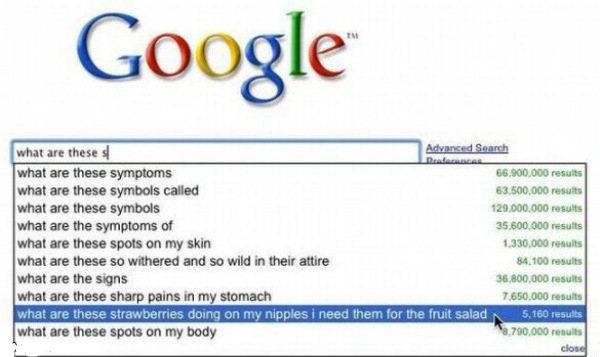 Google™
what are these s
Advanced Search
Preferences
what are these symptoms 66,900,000 results
what are these symbols called 63,500,000 results
what are these symbols 129,000,000 results
what are the symptoms of 35,600,000 results
what are these spots on my skin 1,330,000 results
what are these so withered and so wild in their attire 84,100 results
what are the signs 36,800,000 results
what are these sharp pains in my stomach 7,650,000 results
what are these strawberries doing on my nipples i need them for the fruit salad 5,160 results
what are these spots on my body 8,790,000 results
close